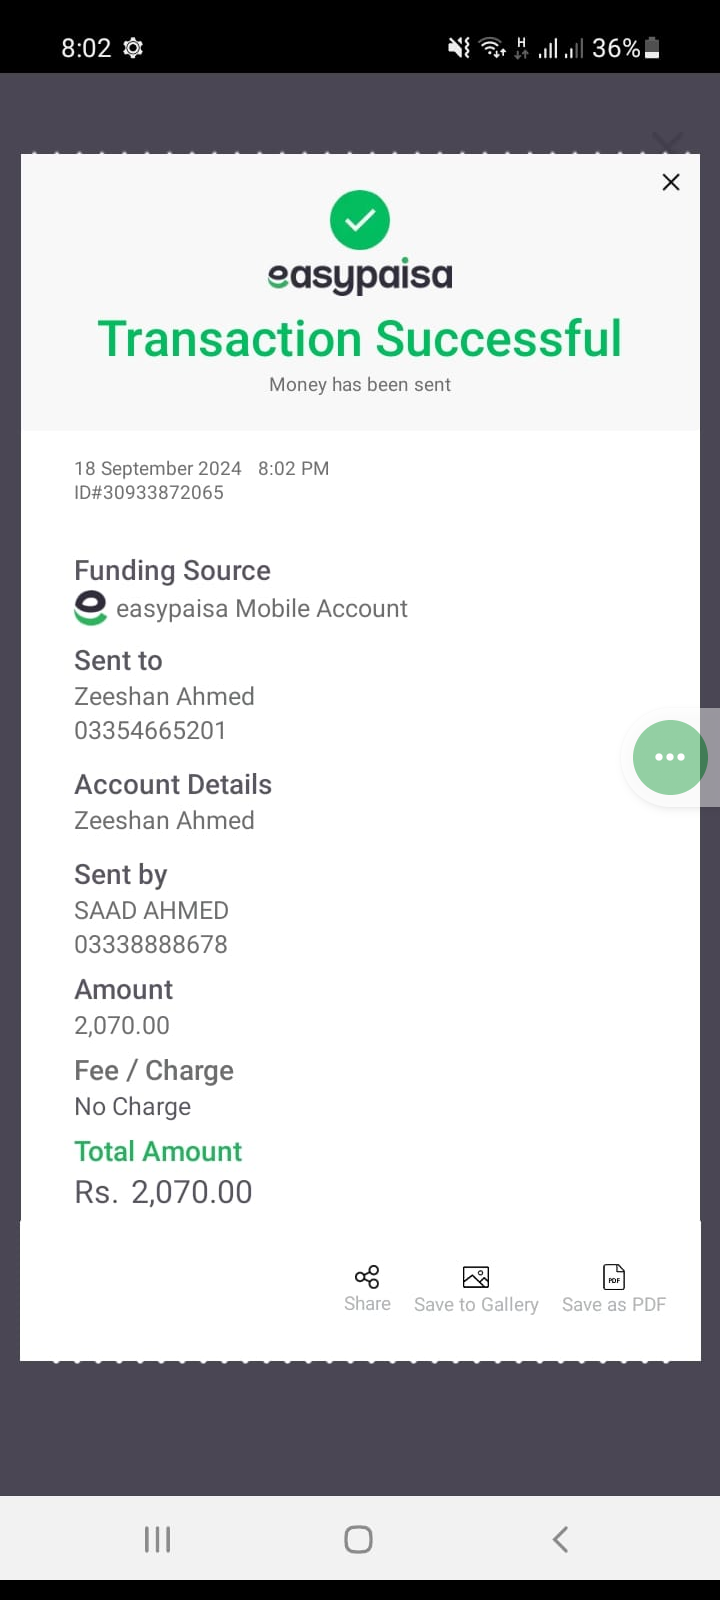 8:02
H
36%
easypaisa
Transaction Successful
Money has been sent
18 September 2024 8:02 PM
ID#30933872065
Funding Source
easypaisa Mobile Account
Sent to
Zeeshan Ahmed
03354665201
Account Details
Zeeshan Ahmed
Sent by
SAAD AHMED
03338888678
Amount
2,070.00
Fee / Charge
No Charge
Total Amount
Rs. 2,070.00
Share
Save to Gallery
PDF
Save as PDF